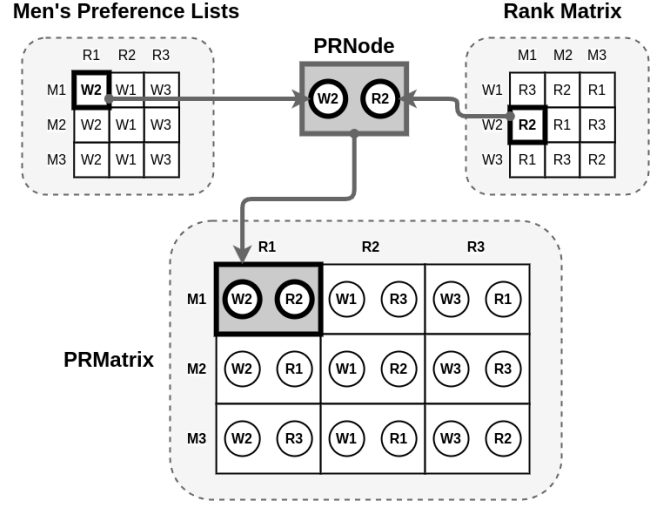 Men's Preference Lists
R1 R2 R3
M1 W2 W1 W3
M2 W2 W1 W3
M3 W2 W1 W3
PRNode
W2 R2
Rank Matrix
M1 M2 M3
W1 R3 R2 R1
W2 R2 R1 R3
W3 R1 R3 R2
PRMatrix
R1 R2 R3
M1 W2 R2 W1 R3 W3 R1
M2 W2 R1 W1 R2 W3 R3
M3 W2 R3 W1 R1 W3 R2